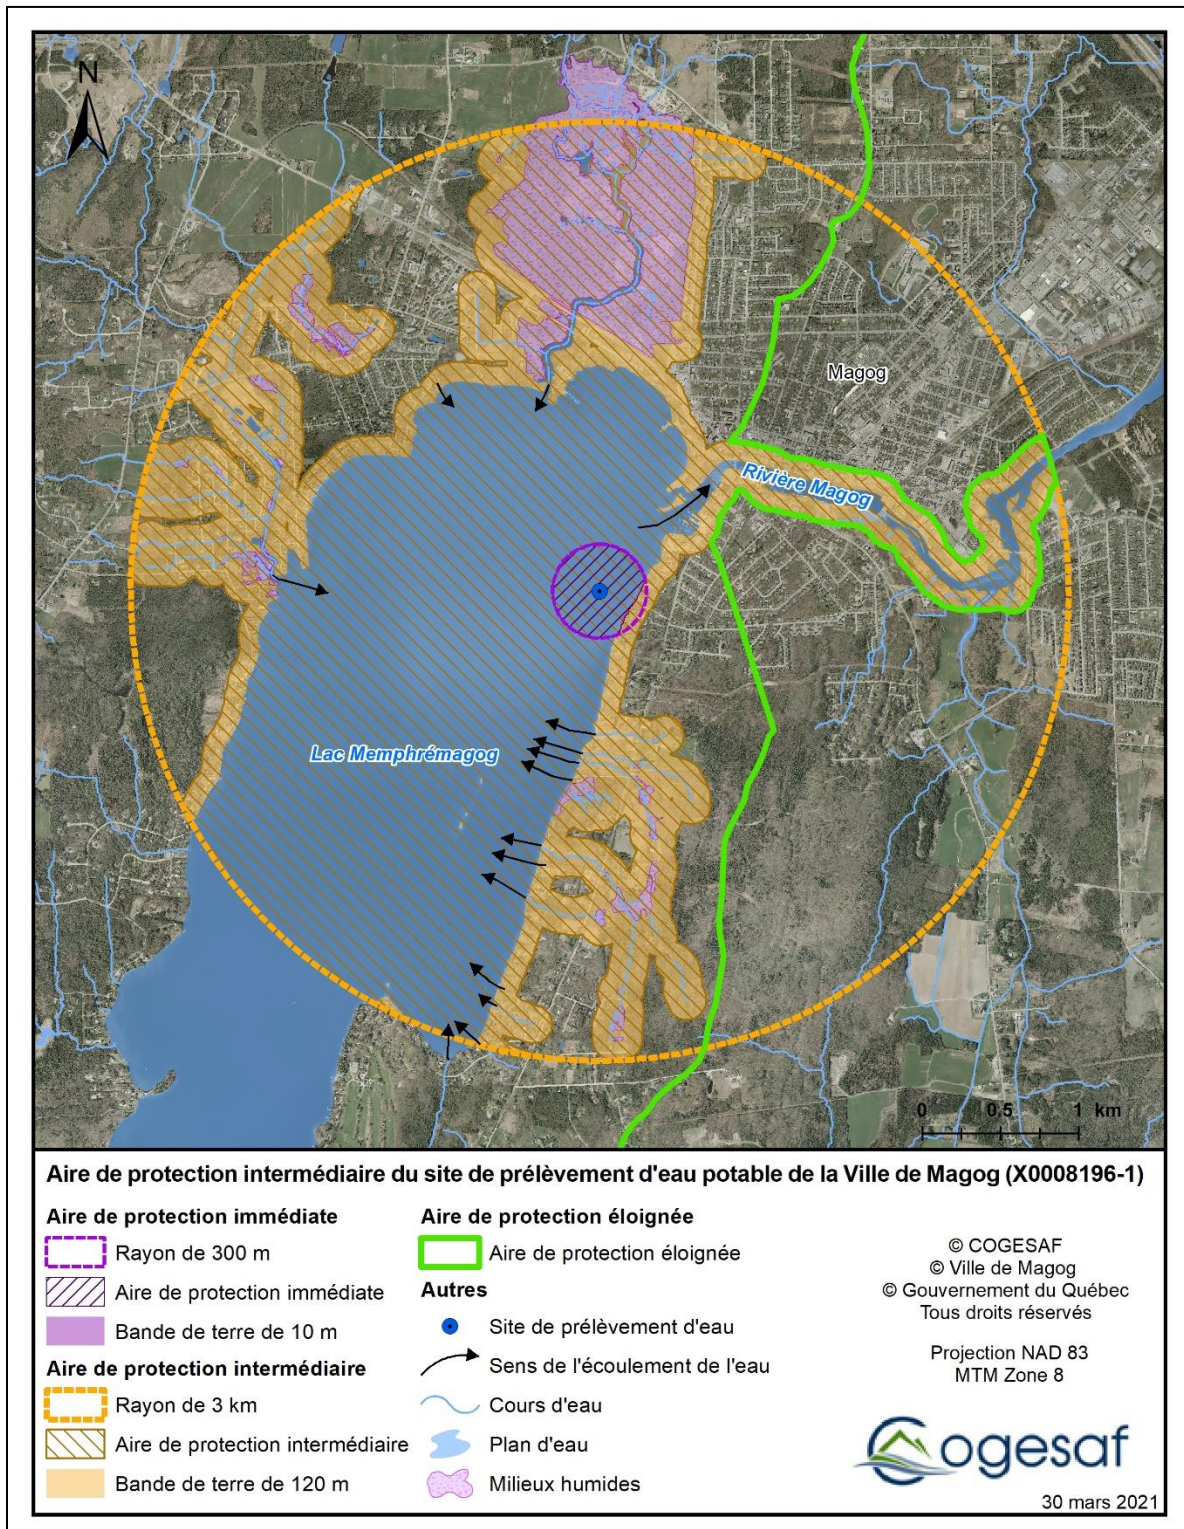 N
Magog
Rivière Magog
Lac Memphrémagog
0 0.5 1 km
Aire de protection intermédiaire du site de prélèvement d'eau potable de la Ville de Magog (X0008196-1)
Aire de protection immédiate
Rayon de 300 m
Aire de protection immédiate
Bande de terre de 10 m
Aire de protection intermédiaire
Rayon de 3 km
Aire de protection intermédiaire
Bande de terre de 120 m
Aire de protection éloignée
Aire de protection éloignée
Autres
Site de prélèvement d'eau
Sens de l'écoulement de l'eau
Cours d'eau
Plan d'eau
Milieux humides
© COGESAF
© Ville de Magog
© Gouvernement du Québec
Tous droits réservés
Projection NAD 83
MTM Zone 8
Cogesaf
30 mars 2021